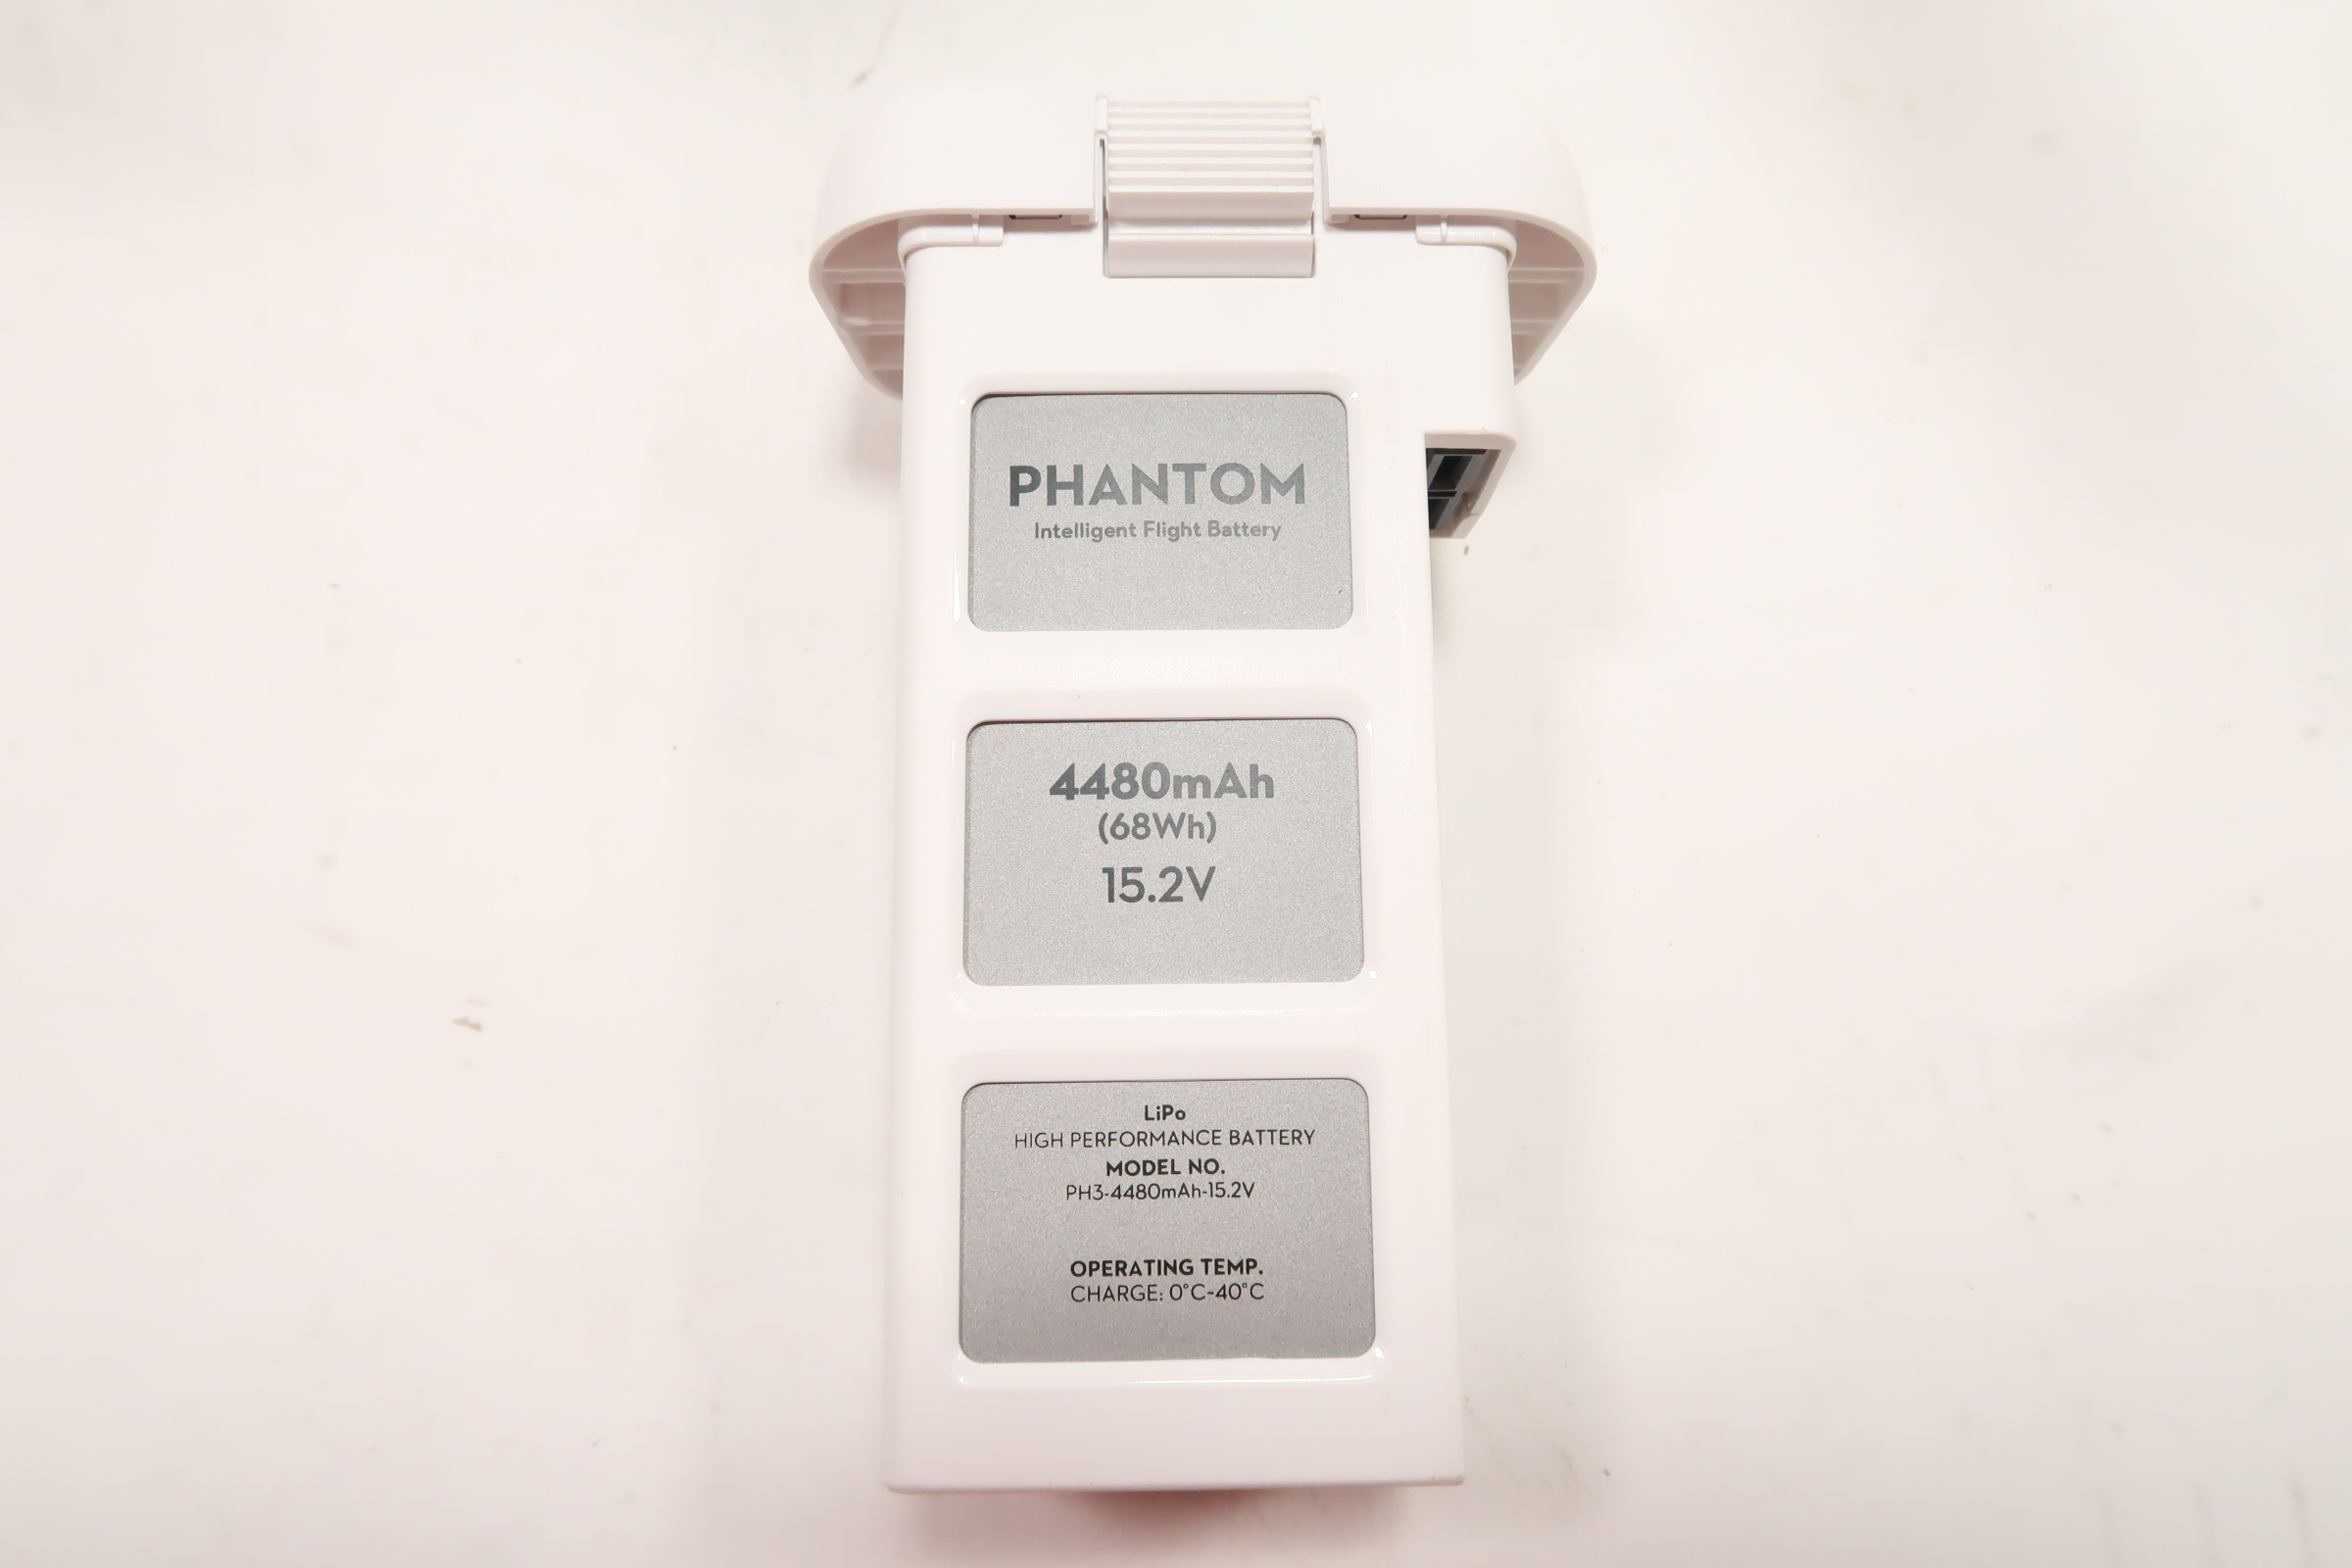 PHANTOM
Intelligent Flight Battery
4480mAh
(68Wh)
15.2V
LiPo
HIGH PERFORMANCE BATTERY
MODEL NO.
PH3-4480mAh-15.2V
OPERATING TEMP.
CHARGE: 0°C-40°C